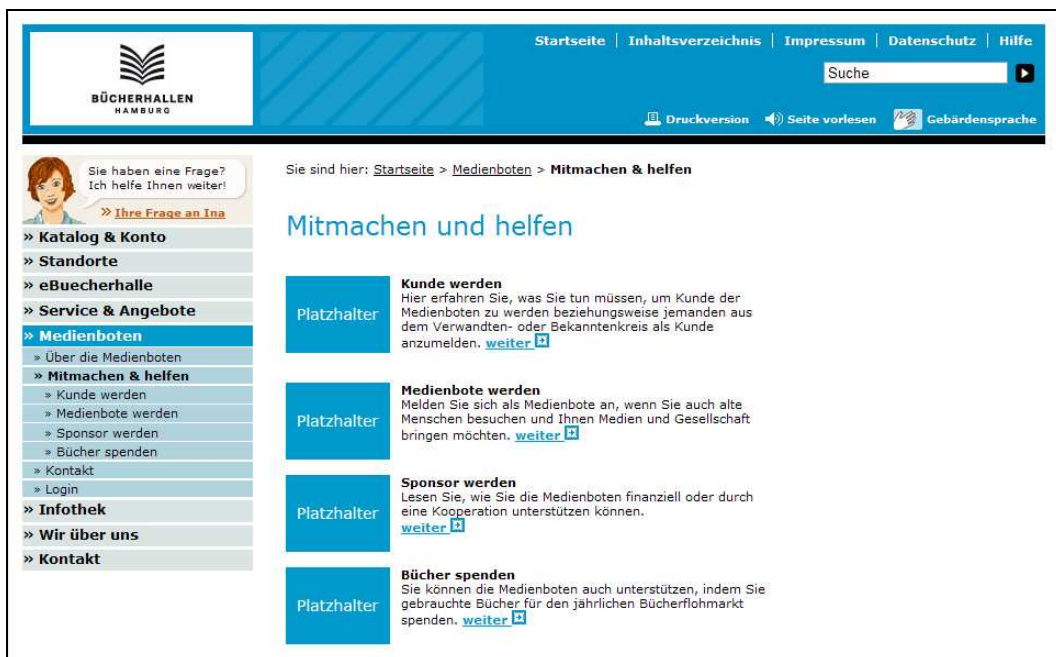 Startseite | Inhaltsverzeichnis | Impressum | Datenschutz | Hilfe
BÜCHERHALLEN
HAMBURG
Suche
Druckversion Seite vorlesen Gebärdensprache
Sie haben eine Frage?
Ich helfe Ihnen weiter!
» Ihre Frage an Ina
» Katalog & Konto
» Standorte
» eBuecherhalle
» Service & Angebote
» Medienboten
» Über die Medienboten
» Mitmachen & helfen
» Kunde werden
» Medienbote werden
» Sponsor werden
» Bücher spenden
» Kontakt
» Login
» Infothek
» Wir über uns
» Kontakt
Sie sind hier: Startseite > Medienboten > Mitmachen & helfen
Mitmachen und helfen
Platzhalter
Kunde werden
Hier erfahren Sie, was Sie tun müssen, um Kunde der
Medienboten zu werden beziehungsweise jemanden aus
dem Verwandten- oder Bekanntenkreis als Kunde
anzumelden. weiter
Platzhalter
Medienbote werden
Melden Sie sich als Medienbote an, wenn Sie auch alte
Menschen besuchen und Ihnen Medien und Gesellschaft
bringen möchten. weiter
Platzhalter
Sponsor werden
Lesen Sie, wie Sie die Medienboten finanziell oder durch
eine Kooperation unterstützen können.
weiter
Platzhalter
Bücher spenden
Sie können die Medienboten auch unterstützen, indem Sie
gebrauchte Bücher für den jährlichen Bücherflohmarkt
spenden. weiter